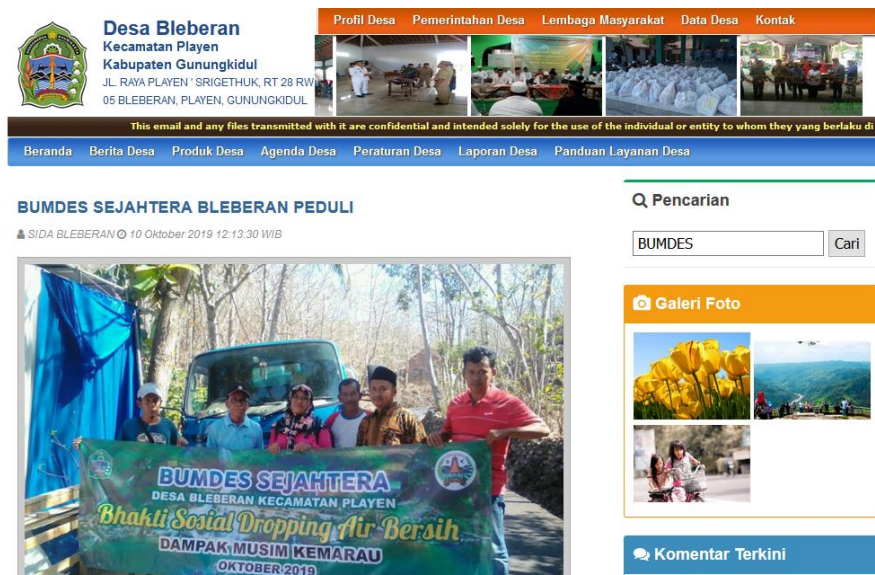 Desa Bleberan
Kecamatan Playen
Kabupaten Gunungkidul
JL. RAYA PLAYEN ' SRIGETHUK, RT 28 RW
05 BLEBERAN, PLAYEN, GUNUNGKIDUL
Profil Desa Pemerintahan Desa Lembaga Masyarakat Data Desa Kontak
This email and any files transmitted with it are confidential and intended solely for the use of the individual or entity to whom they yang berlaku di
Beranda Berita Desa Produk Desa Agenda Desa Peraturan Desa Laporan Desa Panduan Layanan Desa
BUMDES SEJAHTERA BLEBERAN PEDULI
SIDA BLEBERAN 10 Oktober 2019 12:13:30 WIB
BUMDES SEJAHTERA
DESA BLEBERAN KECAMATAN PLAYEN
Bhakti Sosial Dropping Air Bersih
DAMPAK MUSIM KEMARAU
OKTOBER 2019
Pencarian
BUMDES Cari
Galeri Foto
Komentar Terkini